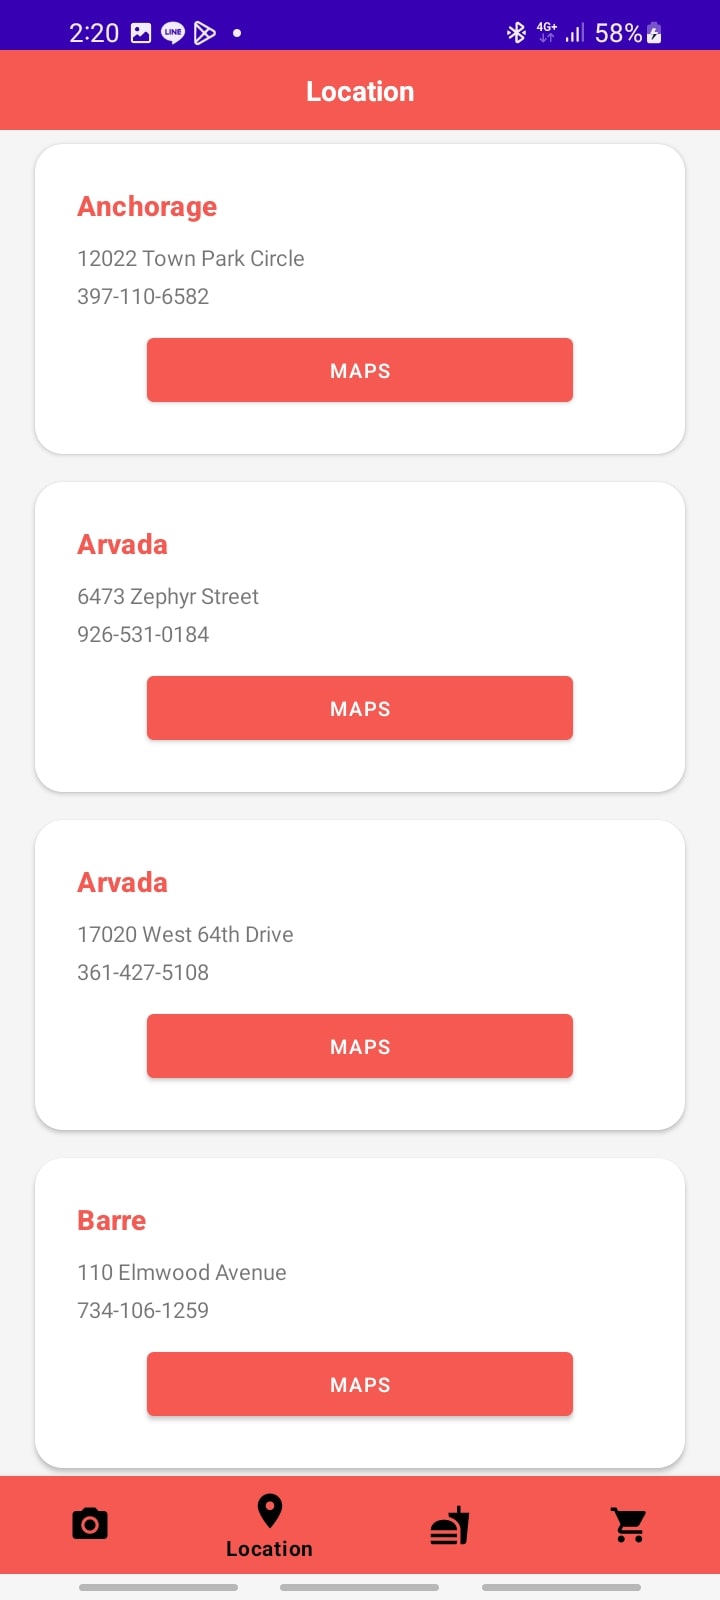 2:20 LINE 4G+ 58%
Location
Anchorage
12022 Town Park Circle
397-110-6582
MAPS
Arvada
6473 Zephyr Street
926-531-0184
MAPS
Arvada
17020 West 64th Drive
361-427-5108
MAPS
Barre
110 Elmwood Avenue
734-106-1259
MAPS
Location